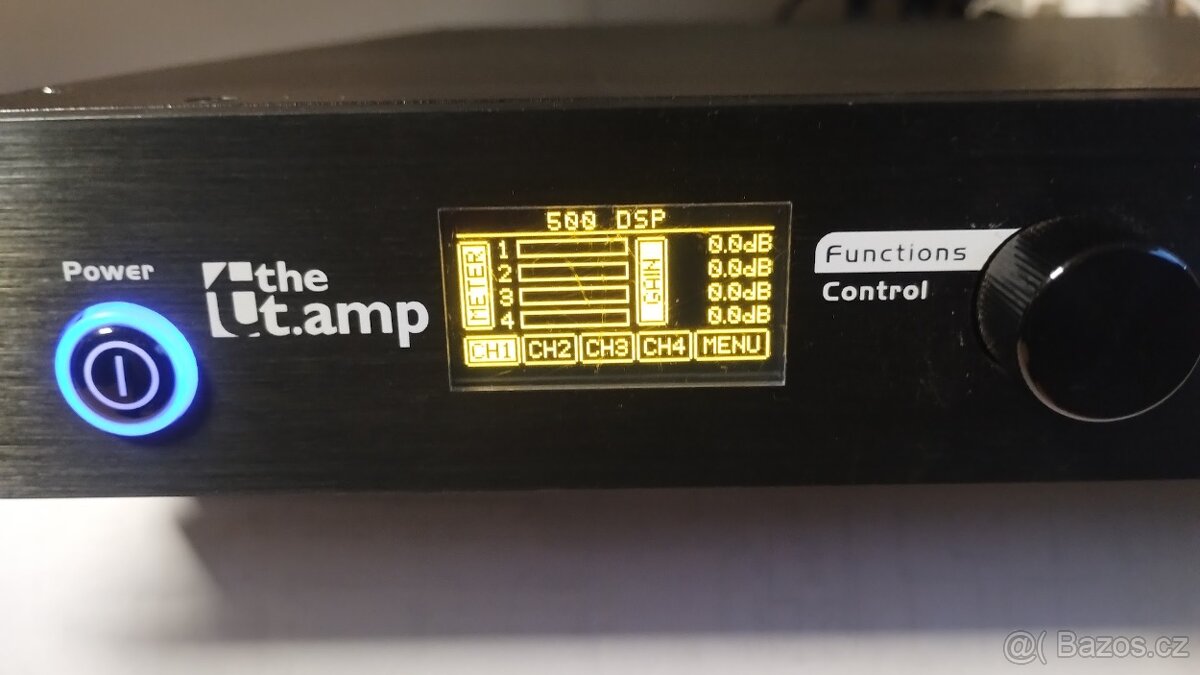 Power
the
t.amp
500 DSP
METER
1
2
3
4
GAIN
0.0dB
0.0dB
0.0dB
0.0dB
CH1 CH2 CH3 CH4 MENU
Functions
Control
@( Bazos.cz